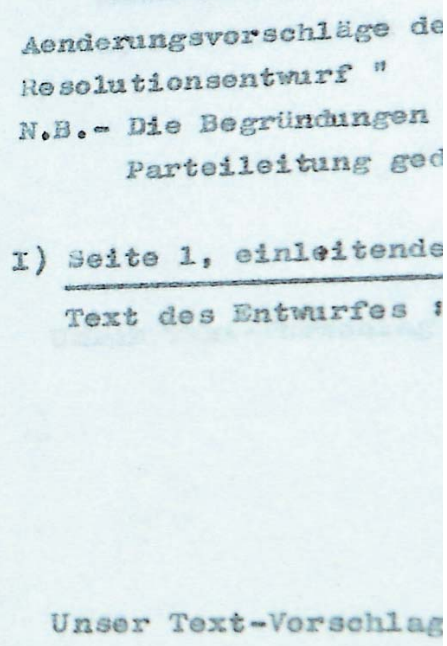 Aenderungsvorschläge de
Resolutionsentwurf "
N.B.- Die Begründungen
Parteileitung ged
I) Seite 1, einleitende
Text des Entwurfes "
Unser Text-Vorschlag